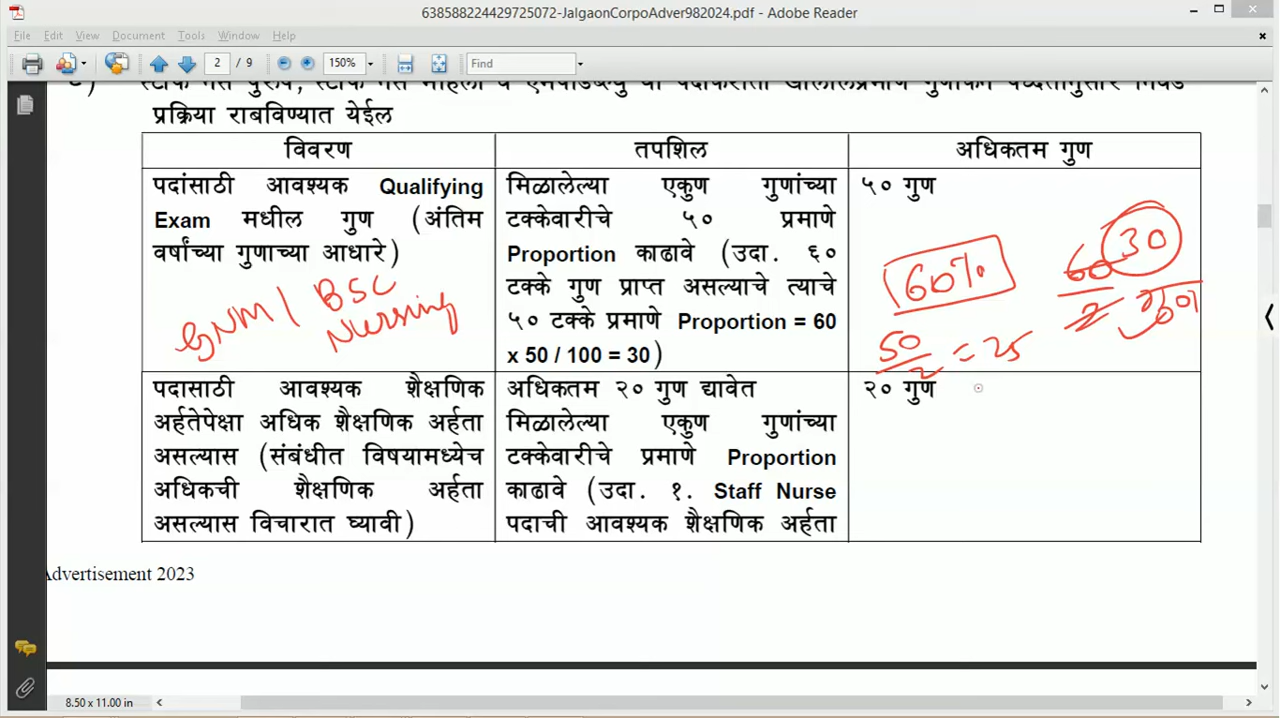 638588224429725072-JalgaonCorpoAdver982024.pdf - Adobe Reader
File Edit View Document Tools Window Help
2 / 9 150% Find
प्रक्रिया राबविण्यात येईल
विवरण
तपशिल
अधिकतम गुण
पदांसाठी आवश्यक Qualifying
Exam मधील गुण (अंतिम
वर्षाच्या गुणाच्या आधारे)
GNM / BSC
Nursing
मिळालेल्या एकुण गुणांच्या
टक्केवारीचे ५० प्रमाणे
Proportion काढावे (उदा. ६०
टक्के गुण प्राप्त असल्याचे त्याचे
५० टक्के प्रमाणे Proportion = 60
x 50 / 100 = 30)
५० गुण
60%
50/2 = 25
60/2
30
पदासाठी आवश्यक शैक्षणिक
अर्हतेपेक्षा अधिक शैक्षणिक अर्हता
असल्यास (संबंधीत विषयामध्येच
अधिकची शैक्षणिक अर्हता
असल्यास विचारात घ्यावी)
अधिकतम २० गुण द्यावेत
मिळालेल्या एकुण गुणांच्या
टक्केवारीचे प्रमाणे Proportion
काढावे (उदा. १. Staff Nurse
पदाची आवश्यक शैक्षणिक अर्हता
२० गुण
Advertisement 2023
8.50 x 11.00 in